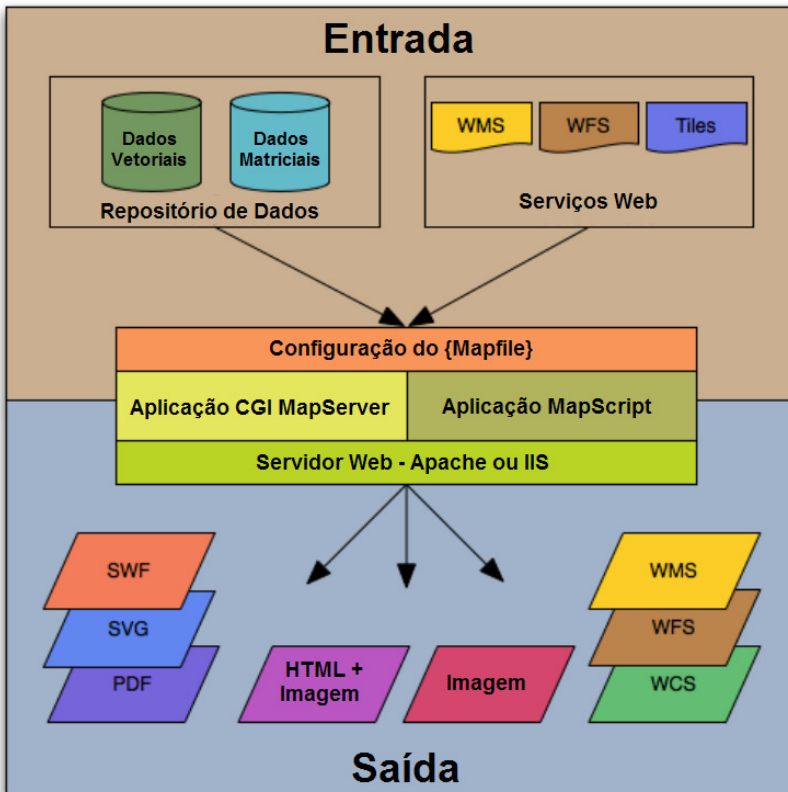 Entrada
Dados
Vetoriais
Dados
Matriciais
Repositório de Dados
WMS
WFS
Tiles
Serviços Web
Configuração do {Mapfile}
Aplicação CGI MapServer
Aplicação MapScript
Servidor Web - Apache ou IIS
SWF
SVG
PDF
HTML +
Imagem
Imagem
WMS
WFS
WCS
Saída